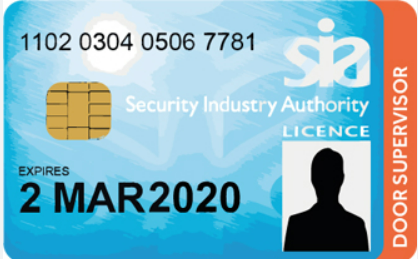 1102 0304 0506 7781
sia
Security Industry Authority
LICENCE
EXPIRES
2 MAR2020
DOOR SUPERVISOR